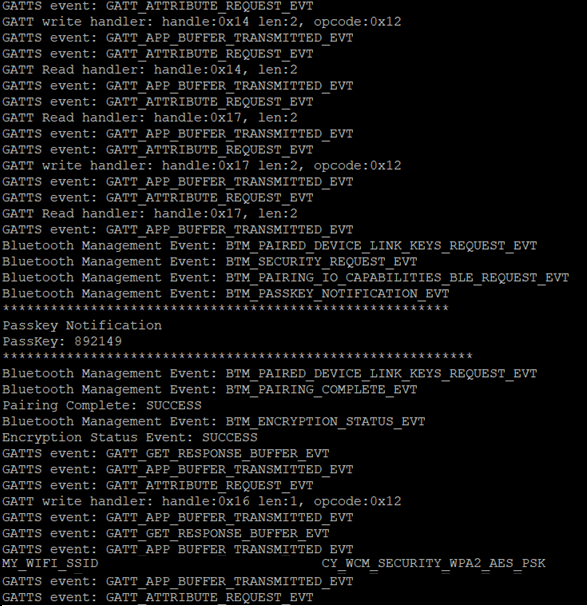 GATTS event: GATT_ATTRIBUTE_REQUEST_EVT
GATT write handler: handle:0x14 len:2, opcode:0x12
GATTS event: GATT_APP_BUFFER_TRANSMITTED_EVT
GATTS event: GATT_ATTRIBUTE_REQUEST_EVT
GATT Read handler: handle:0x14, len:2
GATTS event: GATT_APP_BUFFER_TRANSMITTED_EVT
GATTS event: GATT_ATTRIBUTE_REQUEST_EVT
GATT Read handler: handle:0x17, len:2
GATTS event: GATT_APP_BUFFER_TRANSMITTED_EVT
GATTS event: GATT_ATTRIBUTE_REQUEST_EVT
GATT write handler: handle:0x17 len:2, opcode:0x12
GATTS event: GATT_APP_BUFFER_TRANSMITTED_EVT
GATTS event: GATT_ATTRIBUTE_REQUEST_EVT
GATT Read handler: handle:0x17, len:2
GATTS event: GATT_APP_BUFFER_TRANSMITTED_EVT
Bluetooth Management Event: BTM_PAIRED_DEVICE_LINK_KEYS_REQUEST_EVT
Bluetooth Management Event: BTM_SECURITY_REQUEST_EVT
Bluetooth Management Event: BTM_PAIRING_IO_CAPABILITIES_BLE_REQUEST_EVT
Bluetooth Management Event: BTM_PASSKEY_NOTIFICATION_EVT
********************************************************
Passkey Notification
PassKey: 892149
***********************************************************
Bluetooth Management Event: BTM_PAIRED_DEVICE_LINK_KEYS_REQUEST_EVT
Bluetooth Management Event: BTM_PAIRING_COMPLETE_EVT
Pairing Complete: SUCCESS
Bluetooth Management Event: BTM_ENCRYPTION_STATUS_EVT
Encryption Status Event: SUCCESS
GATTS event: GATT_GET_RESPONSE_BUFFER_EVT
GATTS event: GATT_APP_BUFFER_TRANSMITTED_EVT
GATTS event: GATT_ATTRIBUTE_REQUEST_EVT
GATT write handler: handle:0x16 len:1, opcode:0x12
GATTS event: GATT_APP_BUFFER_TRANSMITTED_EVT
GATTS event: GATT_GET_RESPONSE_BUFFER_EVT
GATTS event: GATT_APP_BUFFER_TRANSMITTED_EVT
MY_WIFI_SSID CY_WCM_SECURITY_WPA2_AES_PSK
GATTS event: GATT_APP_BUFFER_TRANSMITTED_EVT
GATTS event: GATT_ATTRIBUTE_REQUEST_EVT